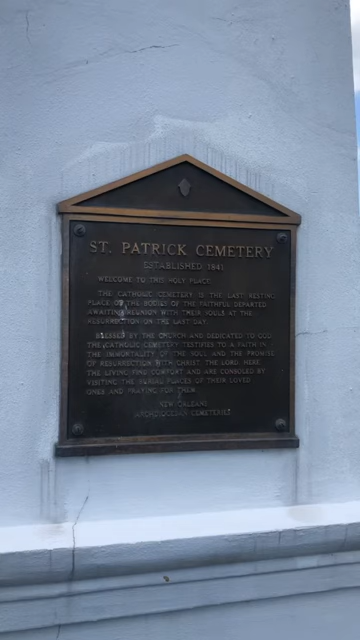 ST. PATRICK CEMETERY
ESTABLISHED 1841
WELCOME TO THIS HOLY PLACE
THE CATHOLIC CEMETERY IS THE LAST RESTING
PLACE OF THE BODIES OF THE FAITHFUL DEPARTED
AWAITING REUNION WITH THEIR SOULS AT THE
RESURRECTION ON THE LAST DAY.
BLESSED BY THE CHURCH AND DEDICATED TO GOD
THE CATHOLIC CEMETERY TESTIFIES TO A FAITH IN
THE IMMORTALITY OF THE SOUL AND THE PROMISE
OF RESURRECTION WITH CHRIST THE LORD. HERE
THE LIVING FIND COMFORT AND ARE CONSOLED BY
VISITING THE BURIAL PLACES OF THEIR LOVED
ONES AND PRAYING FOR THEM.
NEW ORLEANS
ARCHDIOCESAN CEMETERIES